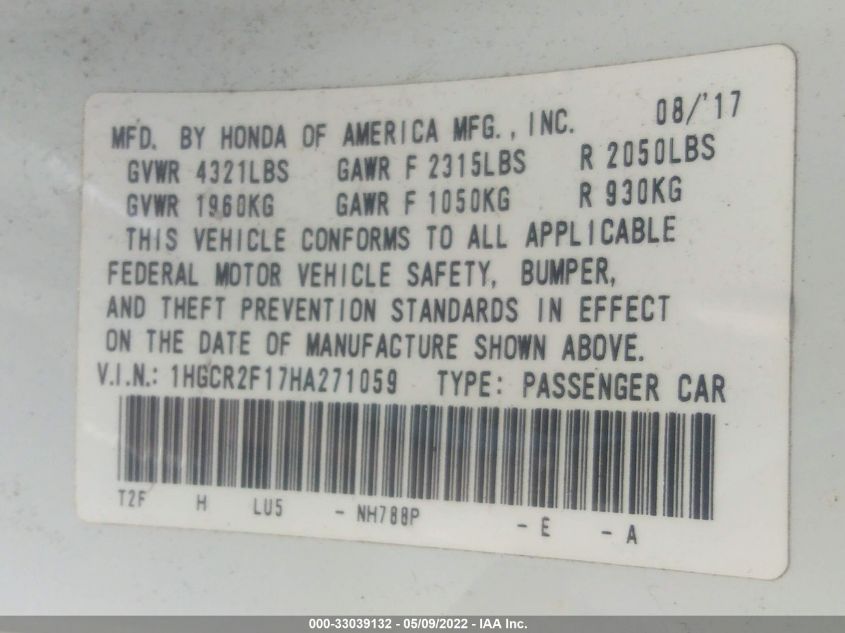 MFD. BY HONDA OF AMERICA MFG., INC. 08/'17
GVWR 4321LBS GAWR F 2315LBS R 2050LBS
GVWR 1960KG GAWR F 1050KG R 930KG
THIS VEHICLE CONFORMS TO ALL APPLICABLE
FEDERAL MOTOR VEHICLE SAFETY, BUMPER,
AND THEFT PREVENTION STANDARDS IN EFFECT
ON THE DATE OF MANUFACTURE SHOWN ABOVE.
V.I.N.: 1HGCR2F17HA271059 TYPE: PASSENGER CAR
T2F H LU5 - NH788P - E - A
000-33039132 - 05/09/2022 - IAA Inc.